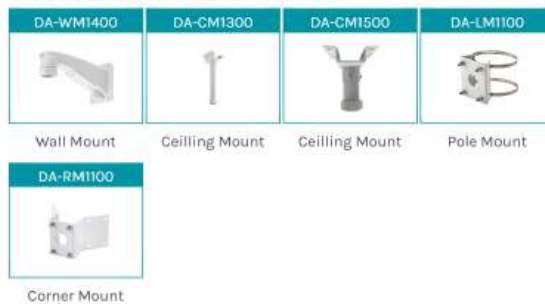 DA-WM1400 DA-CM1300 DA-CM1500 DA-LM1100
Wall Mount Ceilling Mount Ceilling Mount Pole Mount
DA-RM1100
Corner Mount